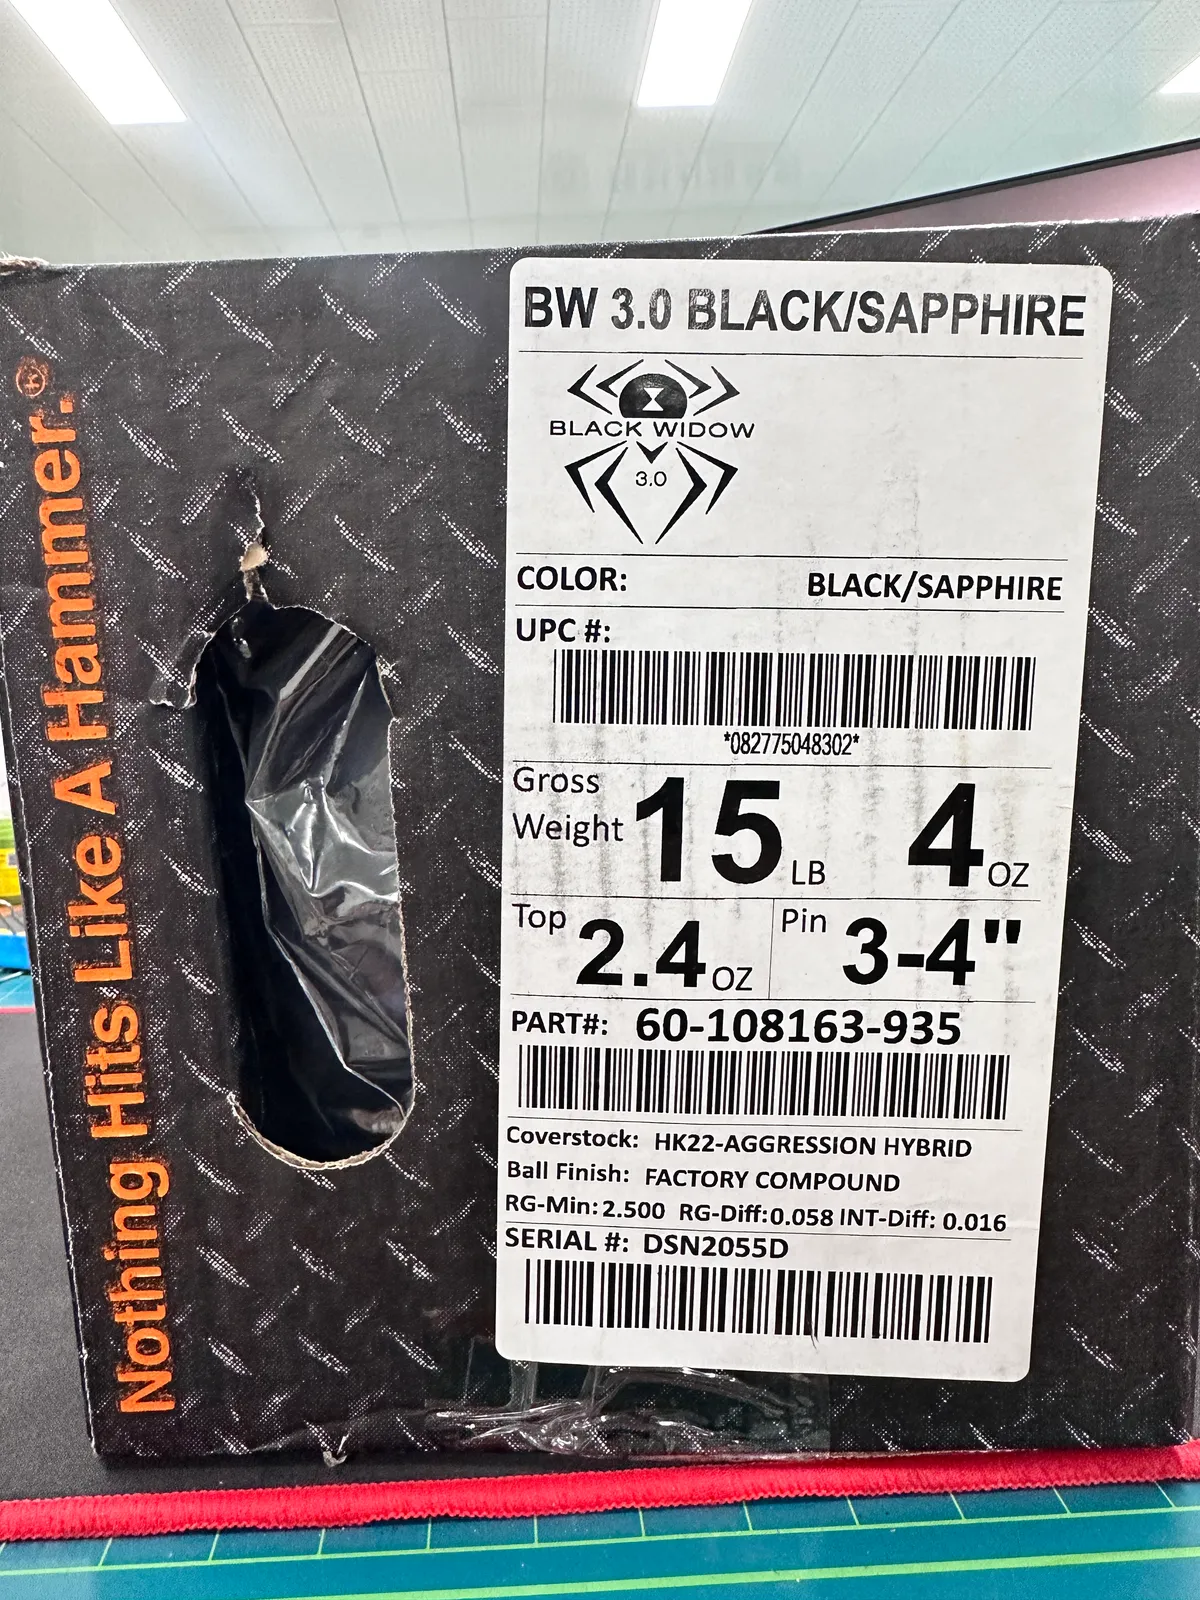 Nothing Hits Like A Hammer.®
BW 3.0 BLACK/SAPPHIRE
BLACK WIDOW
3.0
COLOR: BLACK/SAPPHIRE
UPC #:
*082775048302*
Gross Weight 15 LB 4 OZ
Top 2.4 OZ Pin 3-4"
PART#: 60-108163-935
Coverstock: HK22-AGGRESSION HYBRID
Ball Finish: FACTORY COMPOUND
RG-Min: 2.500 RG-Diff: 0.058 INT-Diff: 0.016
SERIAL #: DSN2055D